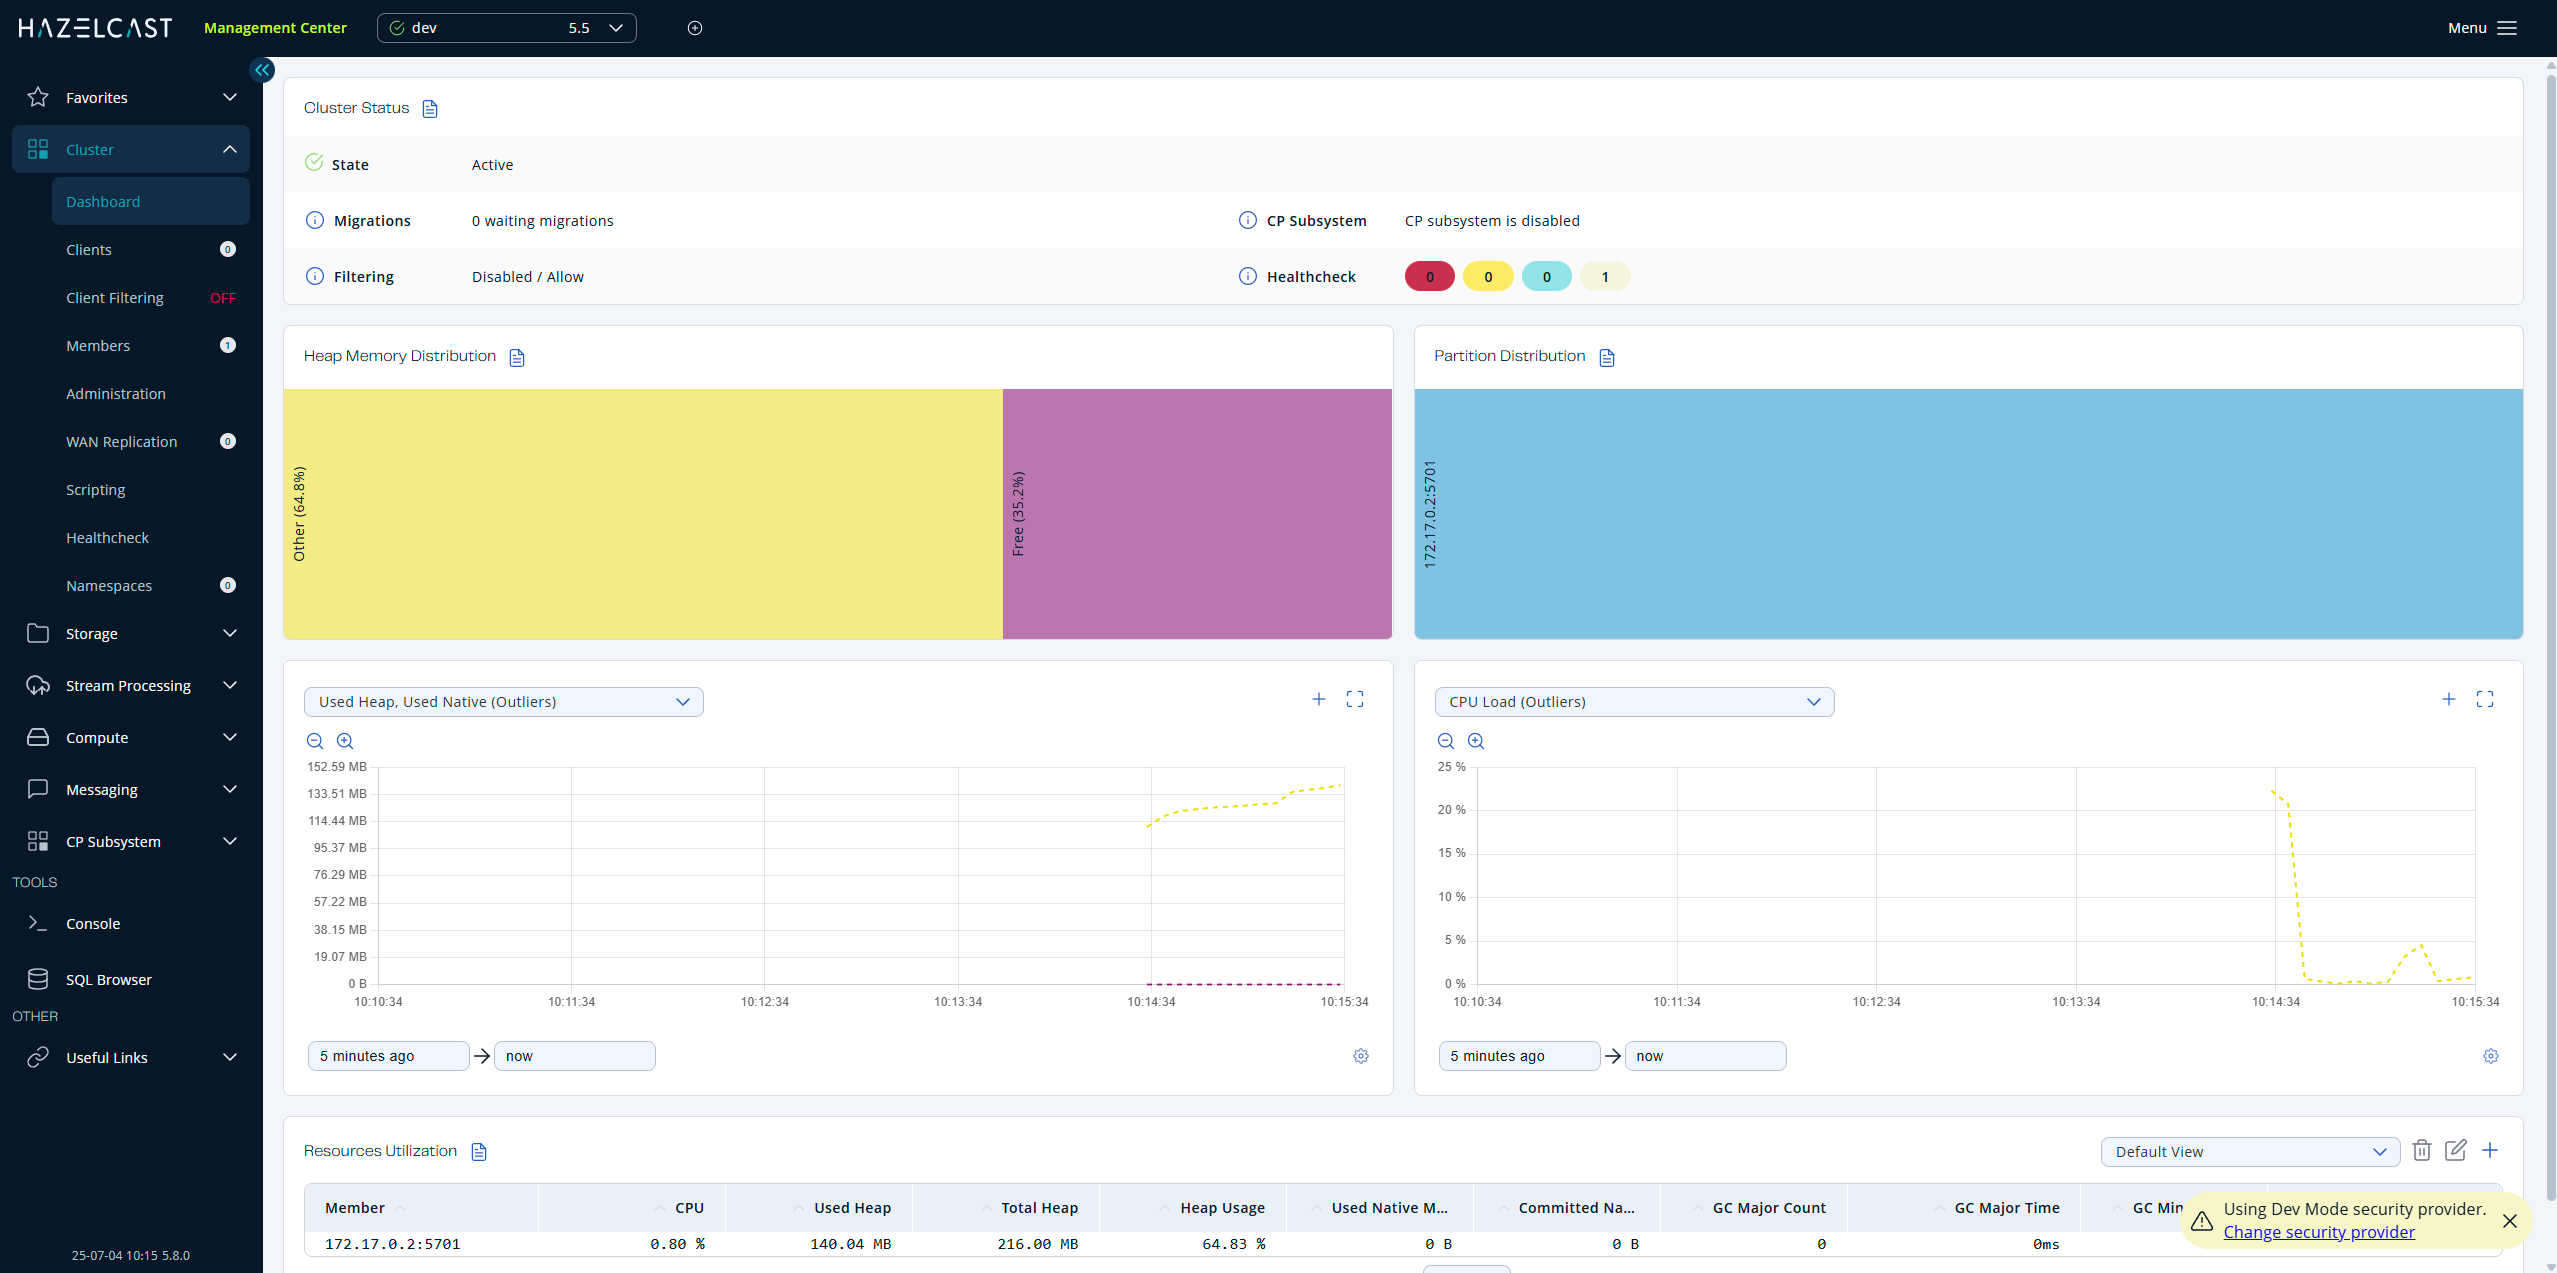 HAZELCAST
Management Center
dev 5.5
Menu
Favorites
Cluster
Dashboard
Clients 0
Client Filtering OFF
Members 1
Administration
WAN Replication 0
Scripting
Healthcheck
Namespaces 0
Storage
Stream Processing
Compute
Messaging
CP Subsystem
TOOLS
Console
SQL Browser
OTHER
Useful Links
25-07-04 10:15 5.8.0
Cluster Status
State Active
Migrations 0 waiting migrations
CP Subsystem CP subsystem is disabled
Filtering Disabled / Allow
Healthcheck 0 0 0 1
Heap Memory Distribution
Other (64.8%)
Free (35.2%)
Partition Distribution
172.17.0.2:5701
Used Heap, Used Native (Outliers)
152.59 MB
133.51 MB
114.44 MB
95.37 MB
76.29 MB
57.22 MB
38.15 MB
19.07 MB
0 B
10:10:34 10:11:34 10:12:34 10:13:34 10:14:34 10:15:34
5 minutes ago now
CPU Load (Outliers)
25 %
20 %
15 %
10 %
5 %
0 %
10:10:34 10:11:34 10:12:34 10:13:34 10:14:34 10:15:34
5 minutes ago now
Resources Utilization
Default View
Member CPU Used Heap Total Heap Heap Usage Used Native M... Committed Na... GC Major Count GC Major Time GC Min
172.17.0.2:5701 0.80 % 140.04 MB 216.00 MB 64.83 % 0 B 0 B 0 0ms
Using Dev Mode security provider.
Change security provider